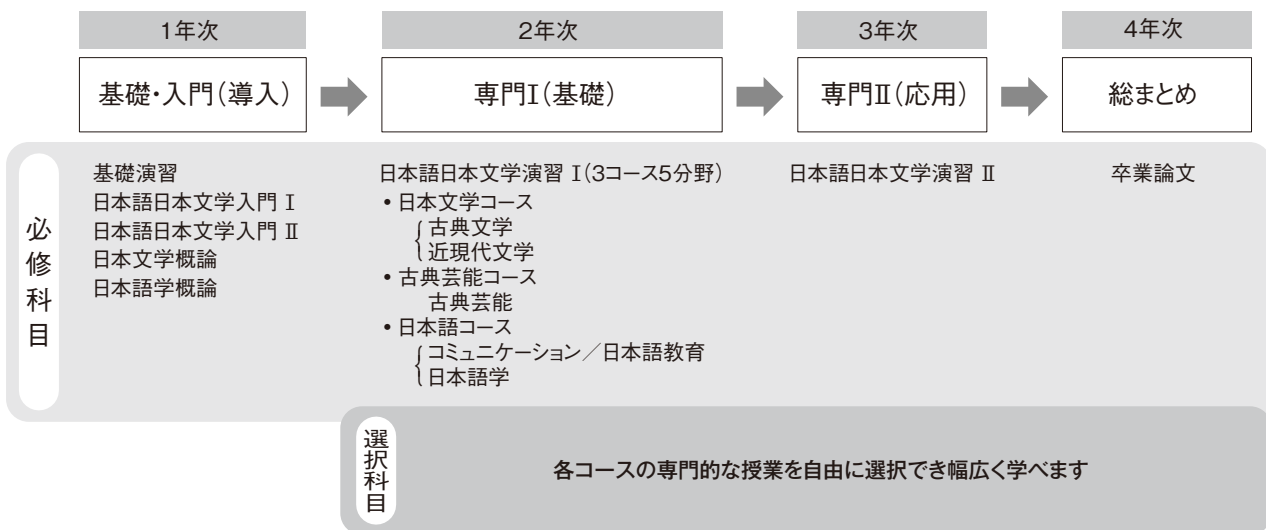 1年次
2年次
3年次
4年次
基礎・入門（導入）
専門Ⅰ（基礎）
専門Ⅱ（応用）
総まとめ
必修科目
基礎演習
日本語日本文学入門 Ⅰ
日本語日本文学入門 Ⅱ
日本文学概論
日本語学概論
日本語日本文学演習 Ⅰ（3コース5分野）
・日本文学コース
古典文学
近現代文学
・古典芸能コース
古典芸能
・日本語コース
コミュニケーション／日本語教育
日本語学
日本語日本文学演習 Ⅱ
卒業論文
選択科目
各コースの専門的な授業を自由に選択でき幅広く学べます